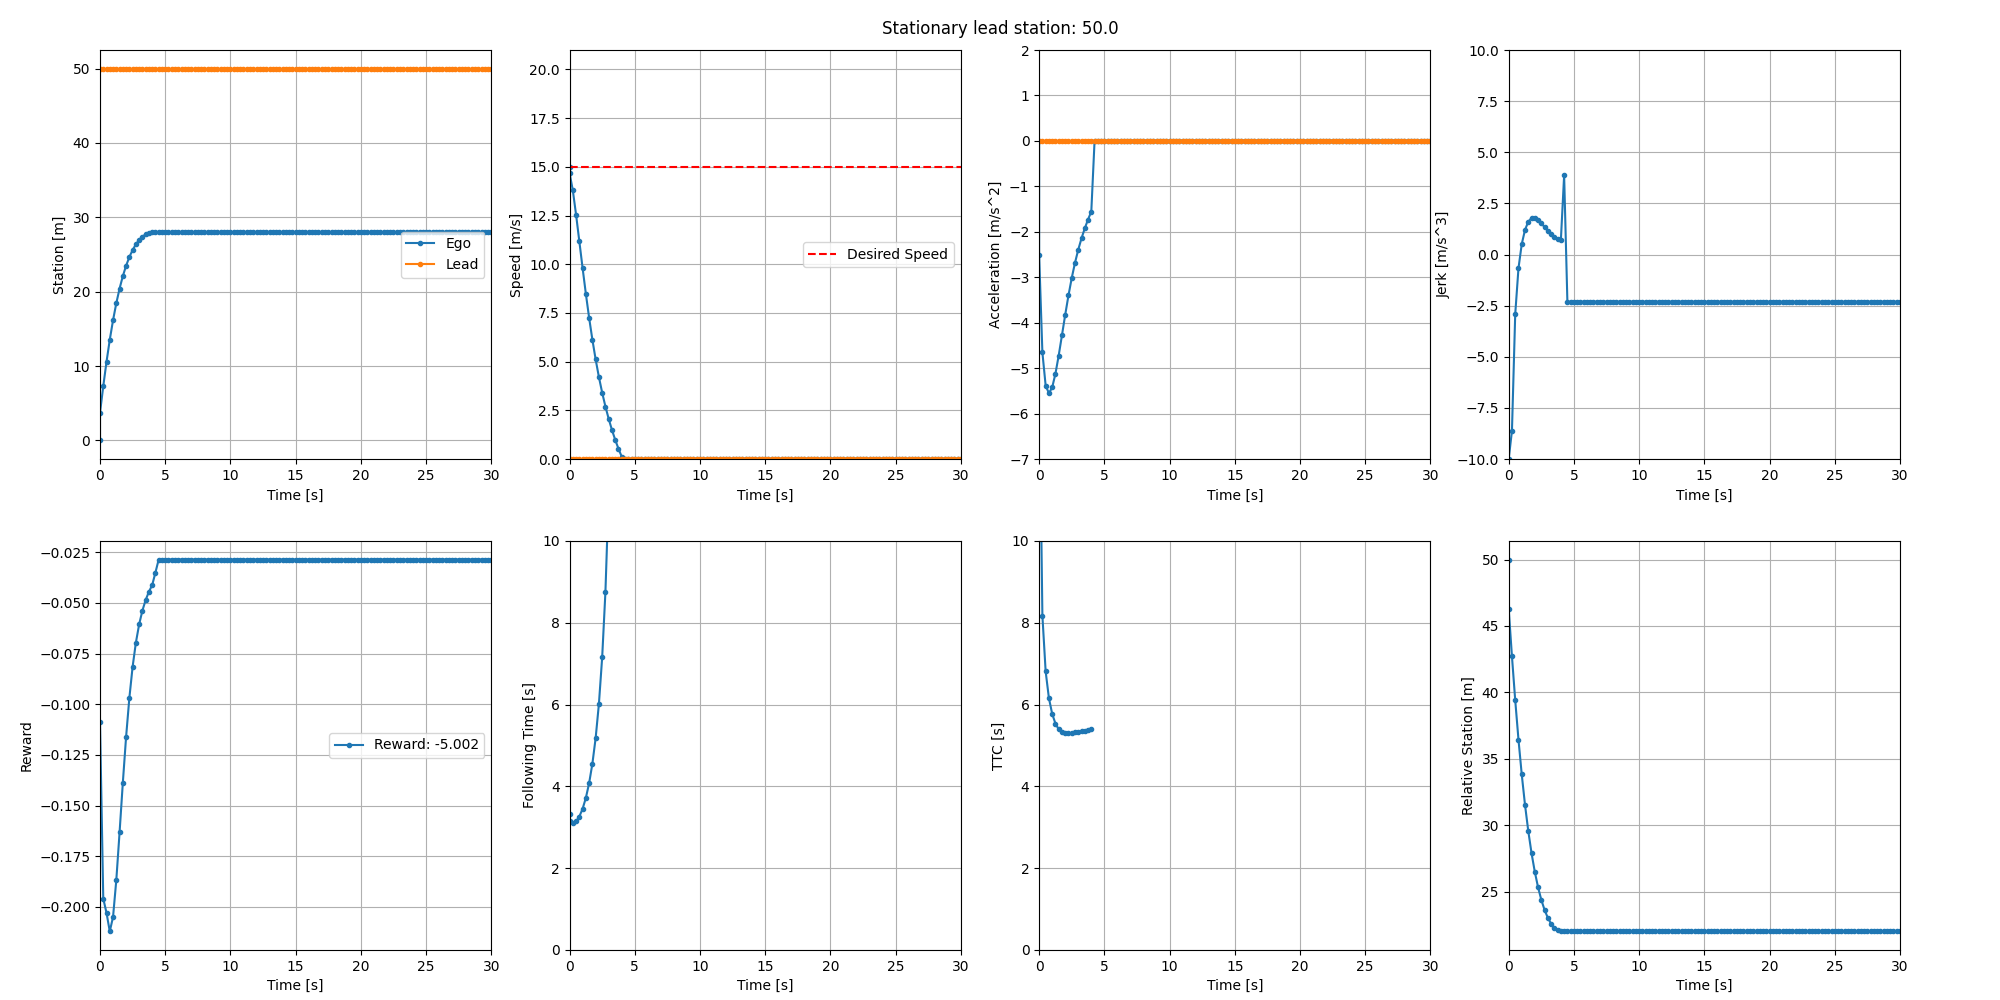 Stationary lead station: 50.0
Station [m]
50
40
30
20
10
0
Ego
Lead
0 5 10 15 20 25 30
Time [s]
Speed [m/s]
20.0
17.5
15.0
12.5
10.0
7.5
5.0
2.5
0.0
Desired Speed
0 5 10 15 20 25 30
Time [s]
Acceleration [m/s^2]
2
1
0
−1
−2
−3
−4
−5
−6
−7
0 5 10 15 20 25 30
Time [s]
Jerk [m/s^3]
10.0
7.5
5.0
2.5
0.0
−2.5
−5.0
−7.5
−10.0
0 5 10 15 20 25 30
Time [s]
Reward
−0.025
−0.050
−0.075
−0.100
−0.125
−0.150
−0.175
−0.200
Reward: -5.002
0 5 10 15 20 25 30
Time [s]
Following Time [s]
10
8
6
4
2
0
0 5 10 15 20 25 30
Time [s]
TTC [s]
10
8
6
4
2
0
0 5 10 15 20 25 30
Time [s]
Relative Station [m]
50
45
40
35
30
25
0 5 10 15 20 25 30
Time [s]